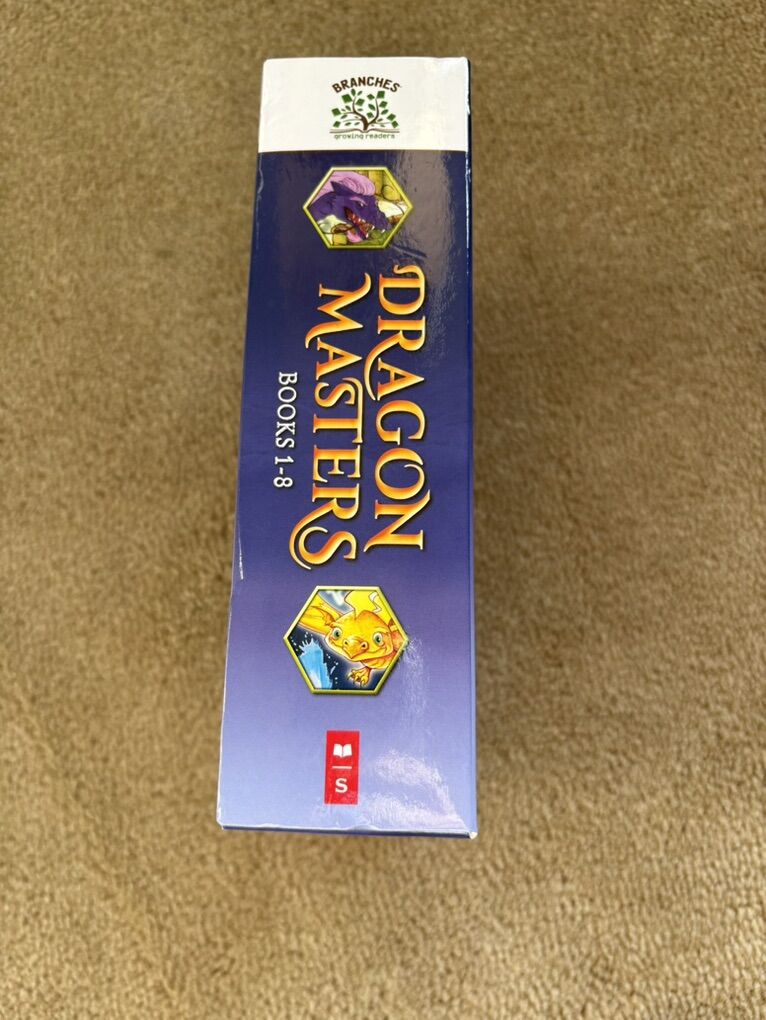 BRANCHES
growing readers
DRAGON
MASTERS
BOOKS 1-8
S